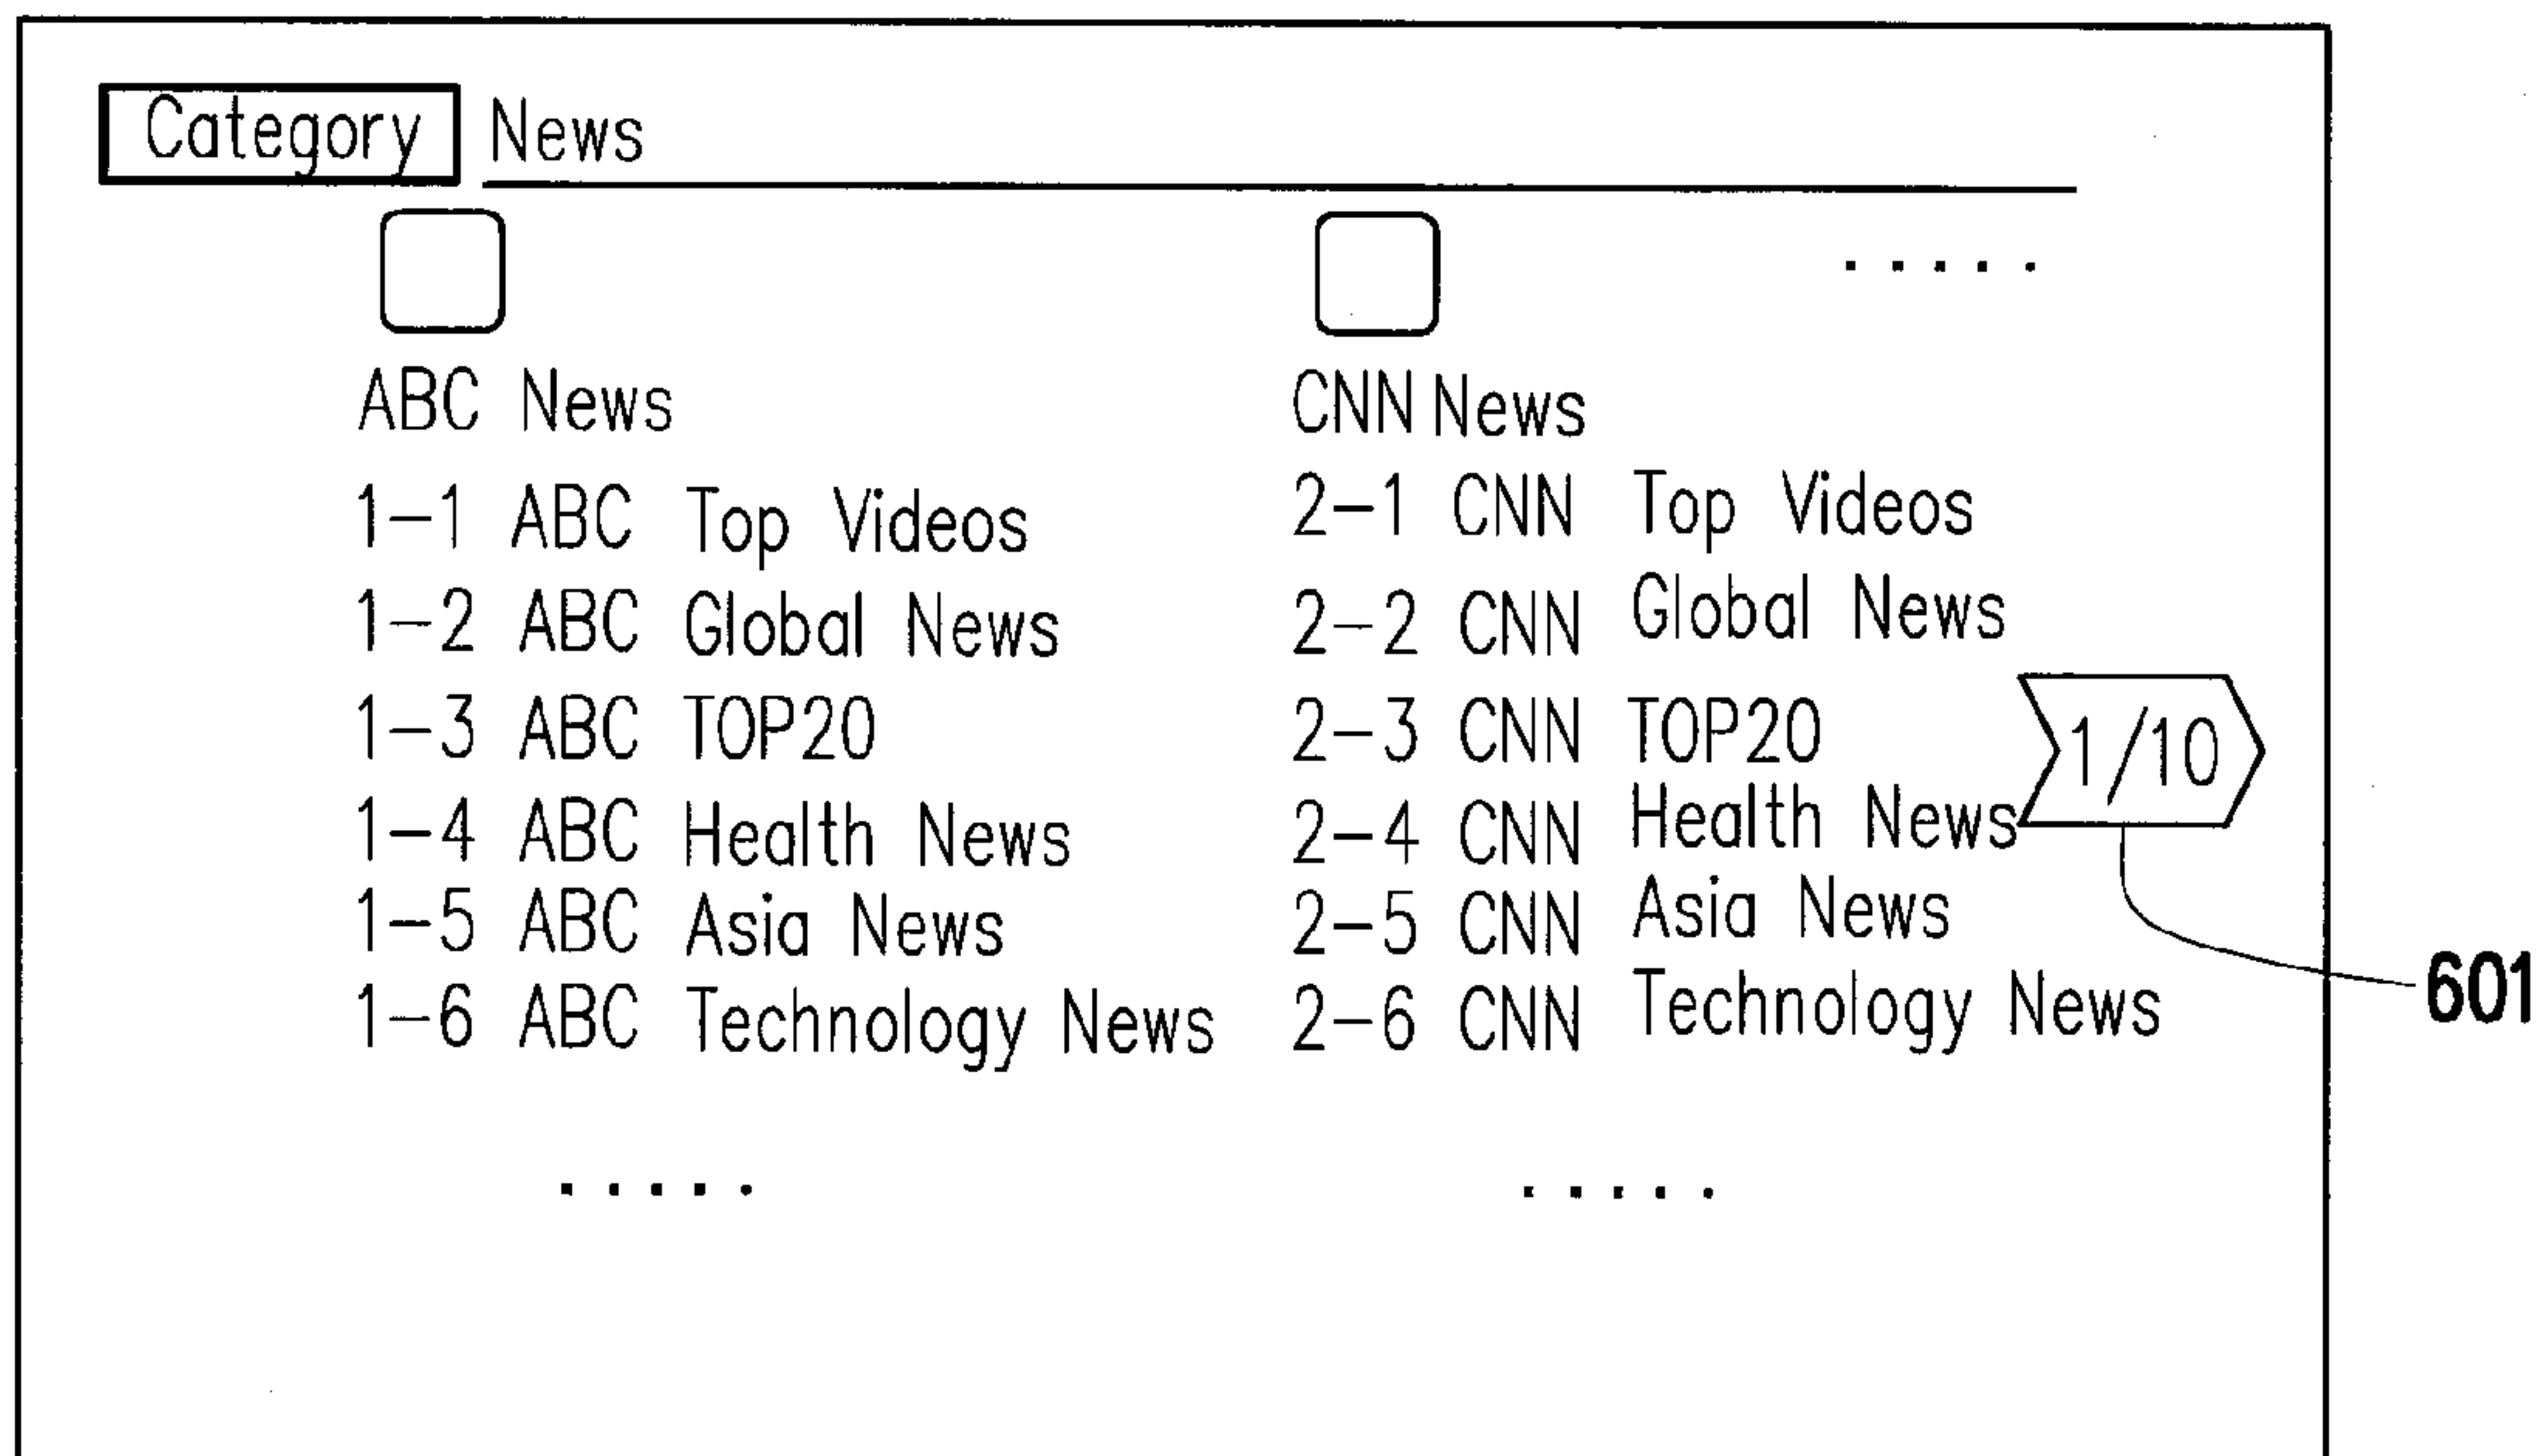 Category News
.....
ABC News
1-1 ABC Top Videos
1-2 ABC Global News
1-3 ABC TOP20
1-4 ABC Health News
1-5 ABC Asia News
1-6 ABC Technology News
.....
CNN News
2-1 CNN Top Videos
2-2 CNN Global News
2-3 CNN TOP20
2-4 CNN Health News
2-5 CNN Asia News
2-6 CNN Technology News
.....
1/10
601